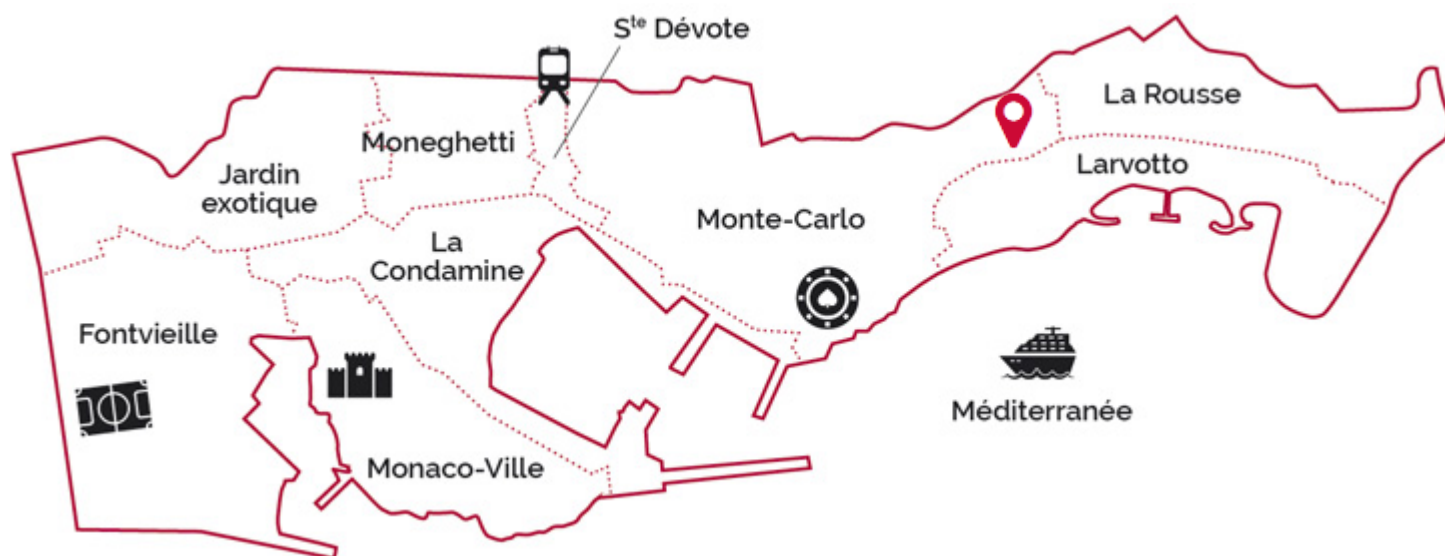 Sᵗᵉ Dévote
La Rousse
Moneghetti
Larvotto
Jardin
exotique
Monte-Carlo
La
Condamine
Fontvieille
Méditerranée
Monaco-Ville